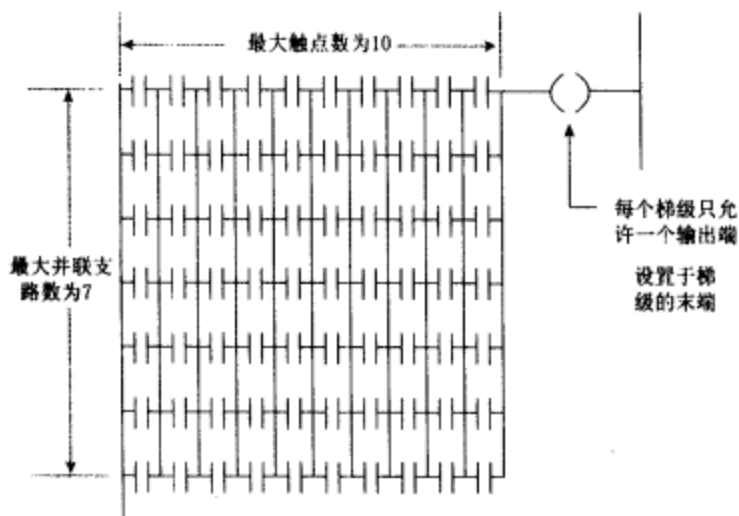 最大触点数为10
每个梯级只允
许一个输出端
设置于梯
级的末端
最大并联支
路数为7